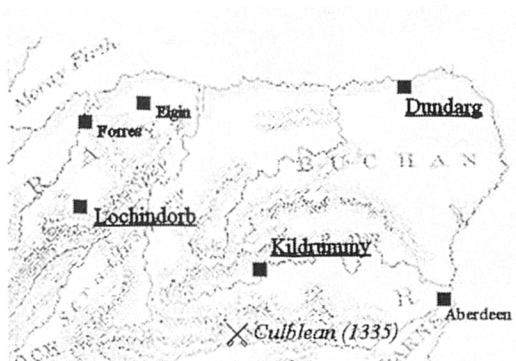 Moray Firth
Elgin
Forres
Dundarg
BUCHAN
Lochindorb
Kildrummy
Aberdeen
Culblean (1335)